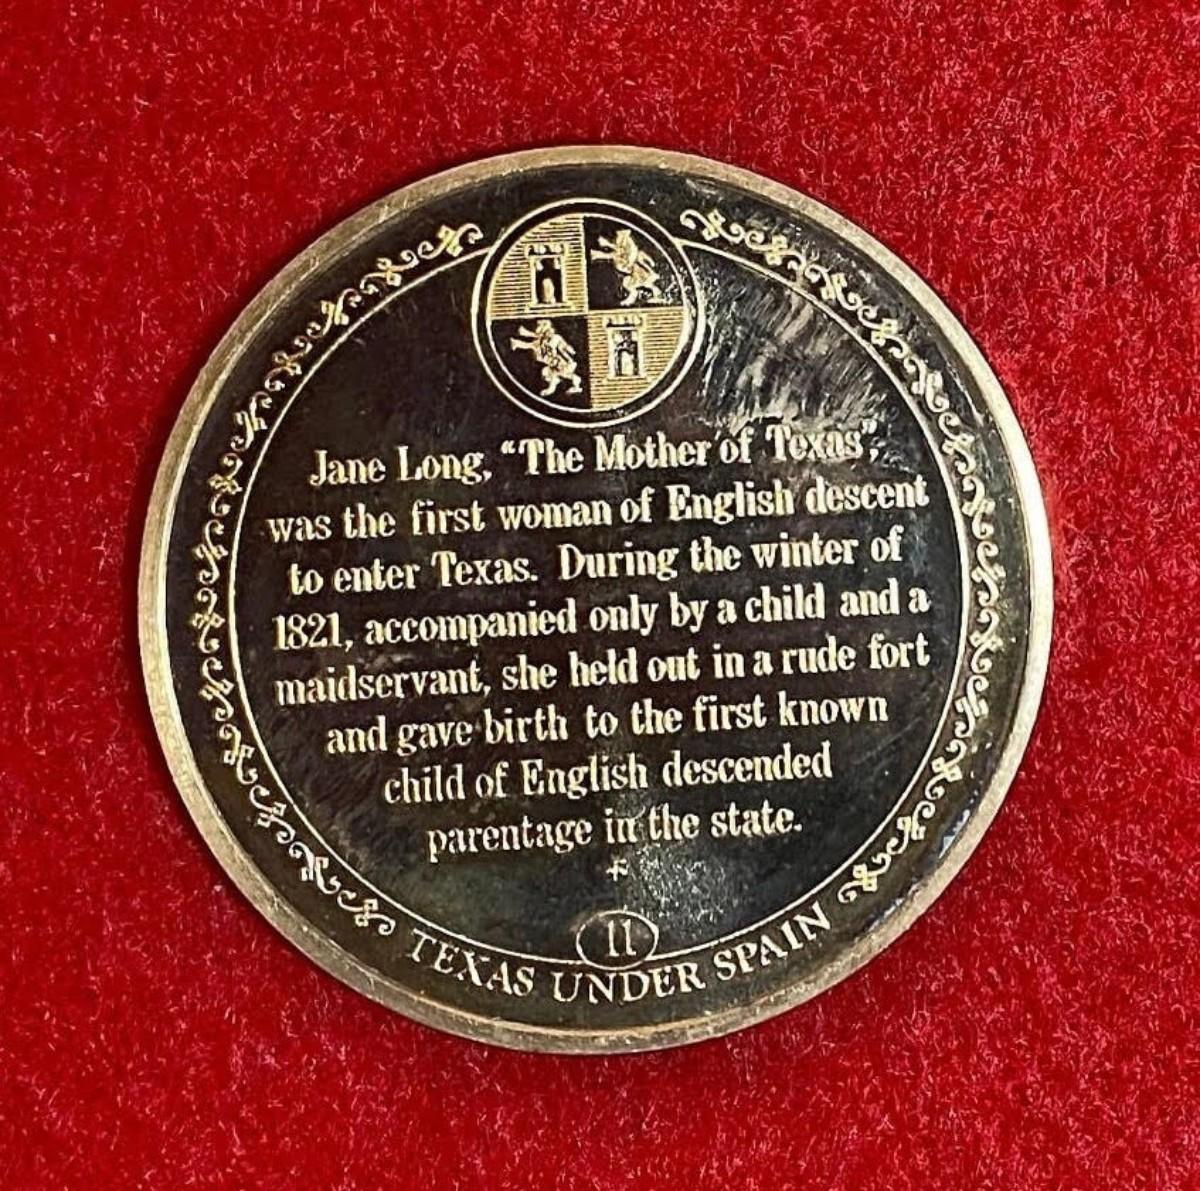 Jane Long, "The Mother of Texas",
was the first woman of English descent
to enter Texas. During the winter of
1821, accompanied only by a child and a
maidservant, she held out in a rude fort
and gave birth to the first known
child of English descended
parentage in the state.
11
TEXAS UNDER SPAIN